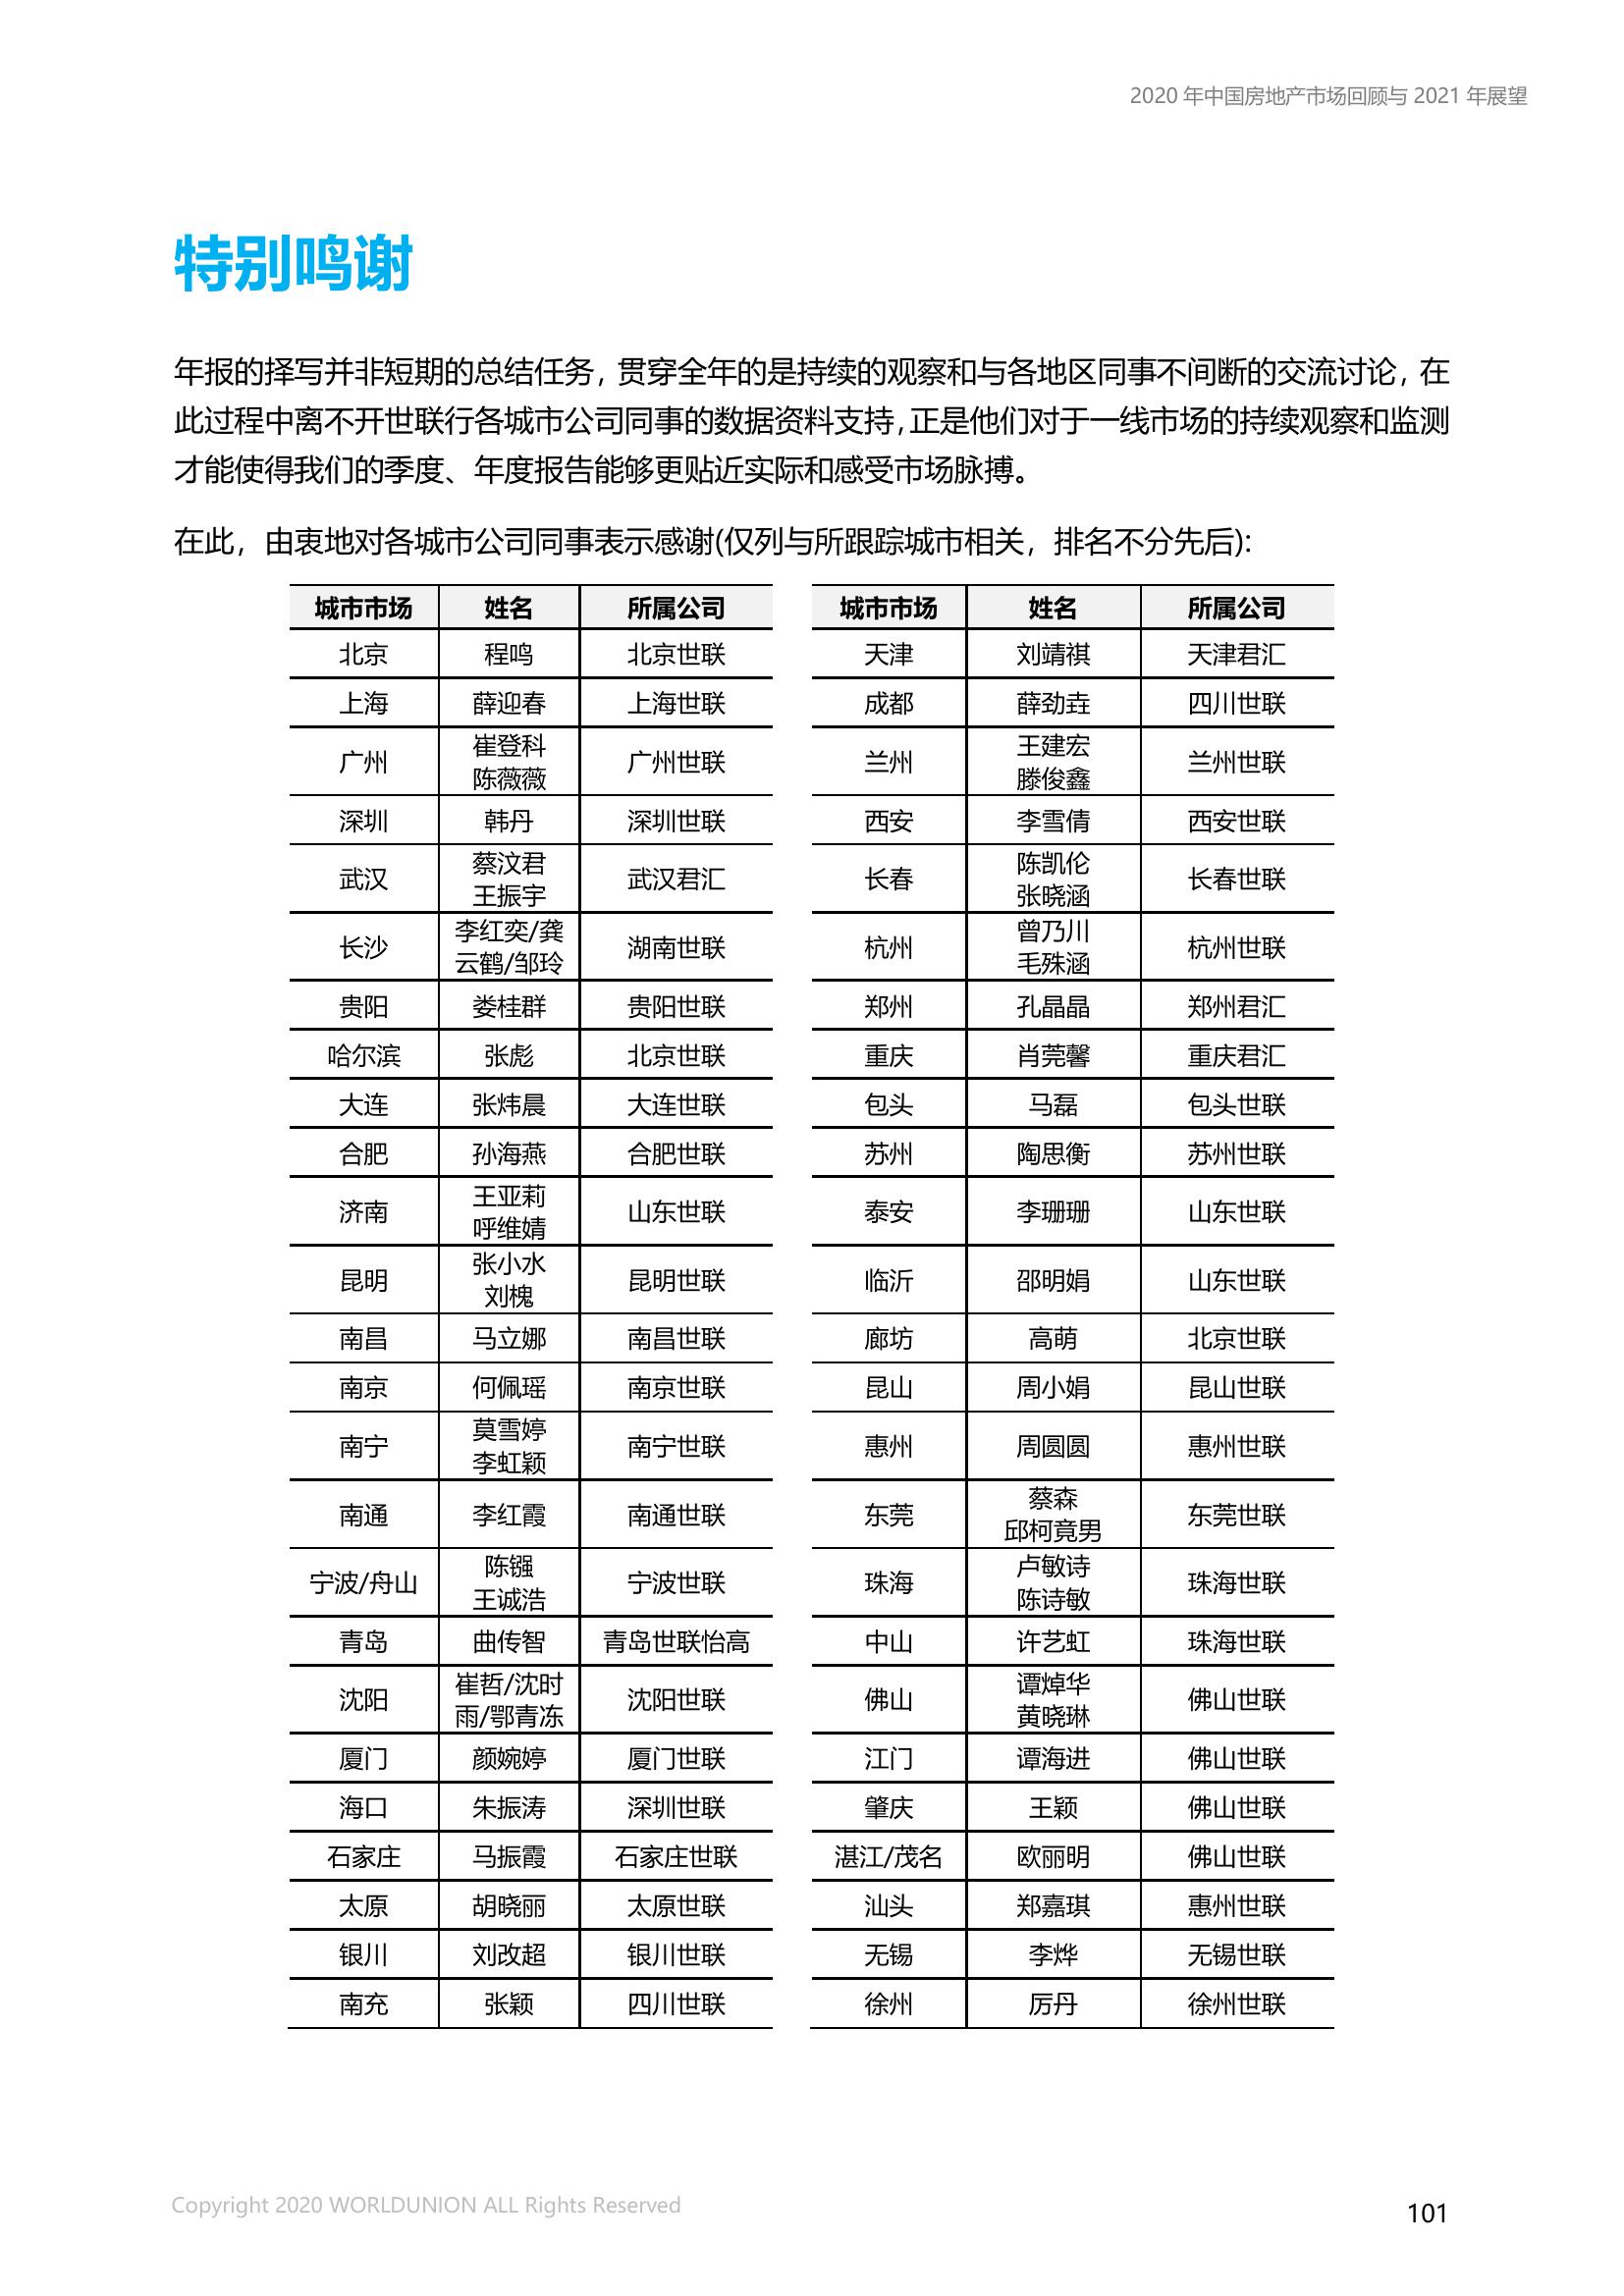 2020 年中国房地产市场回顾与 2021 年展望
特别鸣谢
年报的择写并非短期的总结任务，贯穿全年的是持续的观察和与各地区同事不间断的交流讨论，在
此过程中离不开世联行各城市公司同事的数据资料支持，正是他们对于一线市场的持续观察和监测
才能使得我们的季度、年度报告能够更贴近实际和感受市场脉搏。
在此，由衷地对各城市公司同事表示感谢(仅列与所跟踪城市相关，排名不分先后):
城市市场 姓名 所属公司
北京 程鸣 北京世联
上海 薛迎春 上海世联
广州 崔登科 广州世联
陈薇薇
深圳 韩丹 深圳世联
武汉 蔡汶君 武汉君汇
王振宇
长沙 李红奕/龚 湖南世联
云鹤/邹玲
贵阳 娄桂群 贵阳世联
哈尔滨 张彪 北京世联
大连 张炜晨 大连世联
合肥 孙海燕 合肥世联
济南 王亚莉 山东世联
呼维婧
昆明 张小水 昆明世联
刘槐
南昌 马立娜 南昌世联
南京 何佩瑶 南京世联
南宁 莫雪婷 南宁世联
李虹颖
南通 李红霞 南通世联
宁波/舟山 陈镪 宁波世联
王诚浩
青岛 曲传智 青岛世联怡高
沈阳 崔哲/沈时 沈阳世联
雨/鄂青冻
厦门 颜婉婷 厦门世联
海口 朱振涛 深圳世联
石家庄 马振霞 石家庄世联
太原 胡晓丽 太原世联
银川 刘改超 银川世联
南充 张颖 四川世联
城市市场 姓名 所属公司
天津 刘靖祺 天津君汇
成都 薛劲垚 四川世联
兰州 王建宏 兰州世联
滕俊鑫
西安 李雪倩 西安世联
长春 陈凯伦 长春世联
张晓涵
杭州 曾乃川 杭州世联
毛殊涵
郑州 孔晶晶 郑州君汇
重庆 肖莞馨 重庆君汇
包头 马磊 包头世联
苏州 陶思衡 苏州世联
泰安 李珊珊 山东世联
临沂 邵明娟 山东世联
廊坊 高萌 北京世联
昆山 周小娟 昆山世联
惠州 周圆圆 惠州世联
东莞 蔡森 东莞世联
邱柯竟男
珠海 卢敏诗 珠海世联
陈诗敏
中山 许艺虹 珠海世联
佛山 谭焯华 佛山世联
黄晓琳
江门 谭海进 佛山世联
肇庆 王颖 佛山世联
湛江/茂名 欧丽明 佛山世联
汕头 郑嘉琪 惠州世联
无锡 李烨 无锡世联
徐州 厉丹 徐州世联
Copyright 2020 WORLDUNION ALL Rights Reserved
101